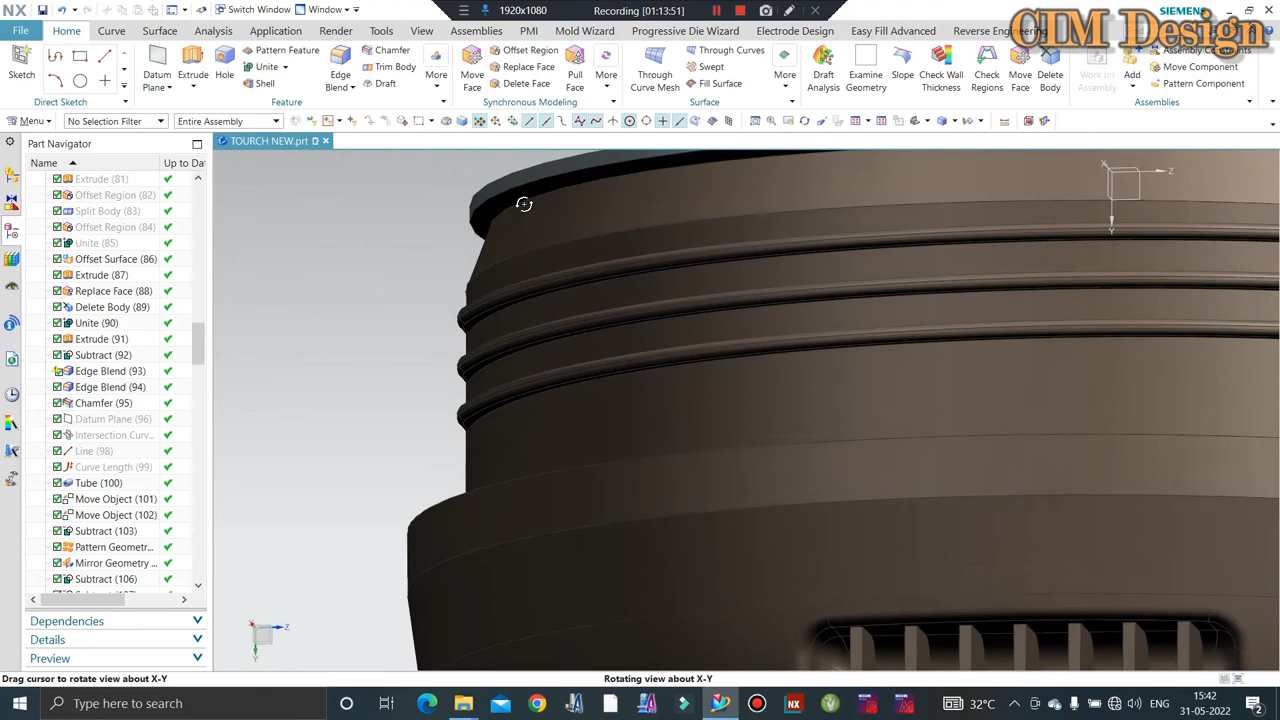 NX
Switch Window
Window
1920x1080
Recording [01:13:51]
SIEMENS
CIM Design
File
Home
Curve
Surface
Analysis
View
Selection
Render
Tools
Assemblies
PMI
Mold Wizard
Progressive Die Wizard
Electrode Design
Easy Fill Advanced
Reverse Engineering
Sketch
Direct Sketch
Datum Plane
Extrude
Hole
Pattern Feature
Unite
Shell
Edge Blend
Chamfer
Trim Body
Draft
More
Feature
Move Face
Offset Region
Replace Face
Delete Face
Pull Face
More
Synchronous Modeling
Through Curve Mesh
Through Curves
Swept
Fill Surface
More
Surface
Draft Analysis
Examine Geometry
Slope
Check Wall Thickness
Check Regions
Move Face
Delete Body
Work on Assembly
Add
Assembly Constraints
Move Component
Pattern Component
Assemblies
Menu
No Selection Filter
Entire Assembly
Part Navigator
TOURCH NEW.prt
Name
Up to Da
Extrude (81)
Offset Region (82)
Split Body (83)
Offset Region (84)
Unite (85)
Offset Surface (86)
Extrude (87)
Replace Face (88)
Delete Body (89)
Unite (90)
Extrude (91)
Subtract (92)
Edge Blend (93)
Edge Blend (94)
Chamfer (95)
Datum Plane (96)
Intersection Curv...
Line (98)
Curve Length (99)
Tube (100)
Move Object (101)
Move Object (102)
Subtract (103)
Pattern Geometr...
Mirror Geometry ...
Subtract (106)
Dependencies
Details
Preview
X
Z
Y
Z
Y
Drag cursor to rotate view about X-Y
Rotating view about X-Y
Type here to search
32°C
ENG
15:42
31-05-2022
2